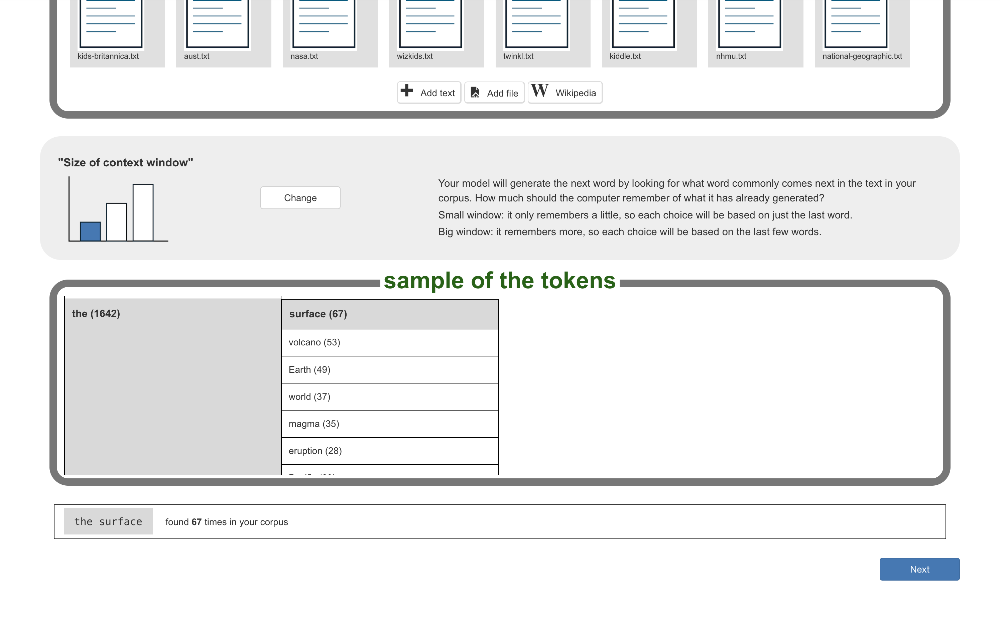 kids-britannica.txt
aust.txt
nasa.txt
wizkids.txt
twinkl.txt
kiddle.txt
nhmu.txt
national-geographic.txt
Add text
Add file
W Wikipedia
"Size of context window"
Change
Your model will generate the next word by looking for what word commonly comes next in the text in your
corpus. How much should the computer remember of what it has already generated?
Small window: it only remembers a little, so each choice will be based on just the last word.
Big window: it remembers more, so each choice will be based on the last few words.
sample of the tokens
the (1642)
surface (67)
volcano (53)
Earth (49)
world (37)
magma (35)
eruption (28)
the surface
found 67 times in your corpus
Next